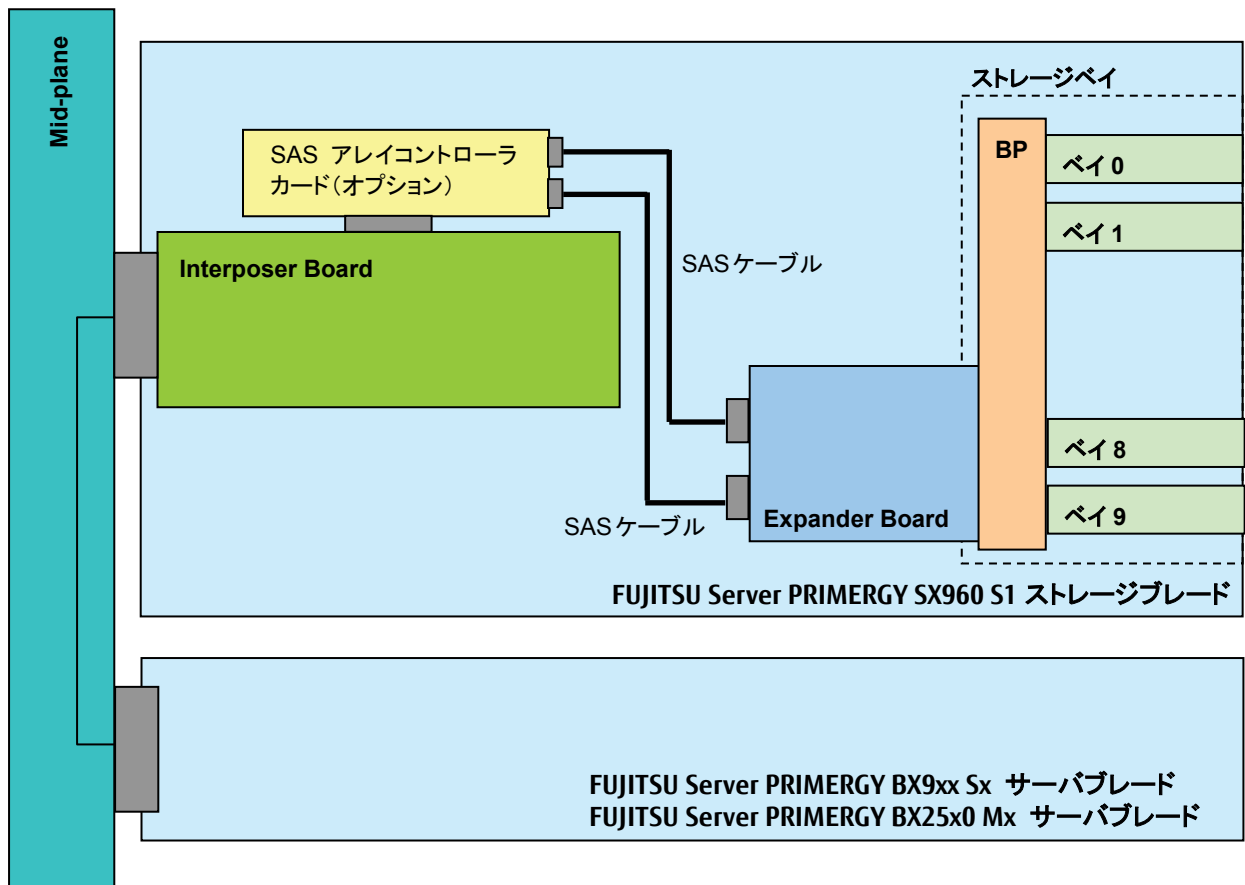 Mid-plane
ストレージベイ
SAS アレイコントローラ
カード(オプション)
BP
ベイ 0
ベイ 1
Interposer Board
SASケーブル
ベイ 8
ベイ 9
SASケーブル
Expander Board
FUJITSU Server PRIMERGY SX960 S1 ストレージブレード
FUJITSU Server PRIMERGY BX9xx Sx サーバブレード
FUJITSU Server PRIMERGY BX25x0 Mx サーバブレード